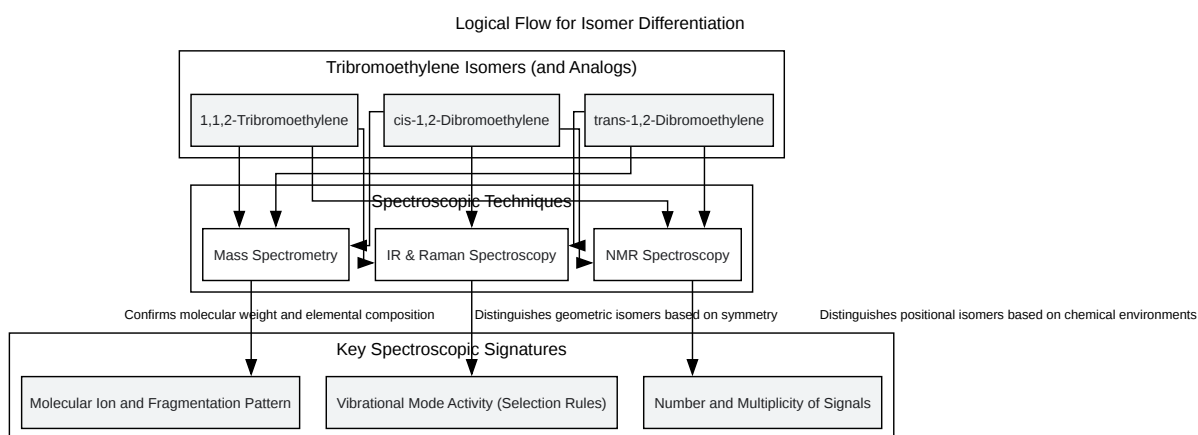 Logical Flow for Isomer Differentiation
Tribromoethylene Isomers (and Analogs)
1,1,2-Tribromoethylene
cis-1,2-Dibromoethylene
trans-1,2-Dibromoethylene
Spectroscopic Techniques
Mass Spectrometry
IR & Raman Spectroscopy
NMR Spectroscopy
Confirms molecular weight and elemental composition
Distinguishes geometric isomers based on symmetry
Distinguishes positional isomers based on chemical environments
Key Spectroscopic Signatures
Molecular Ion and Fragmentation Pattern
Vibrational Mode Activity (Selection Rules)
Number and Multiplicity of Signals